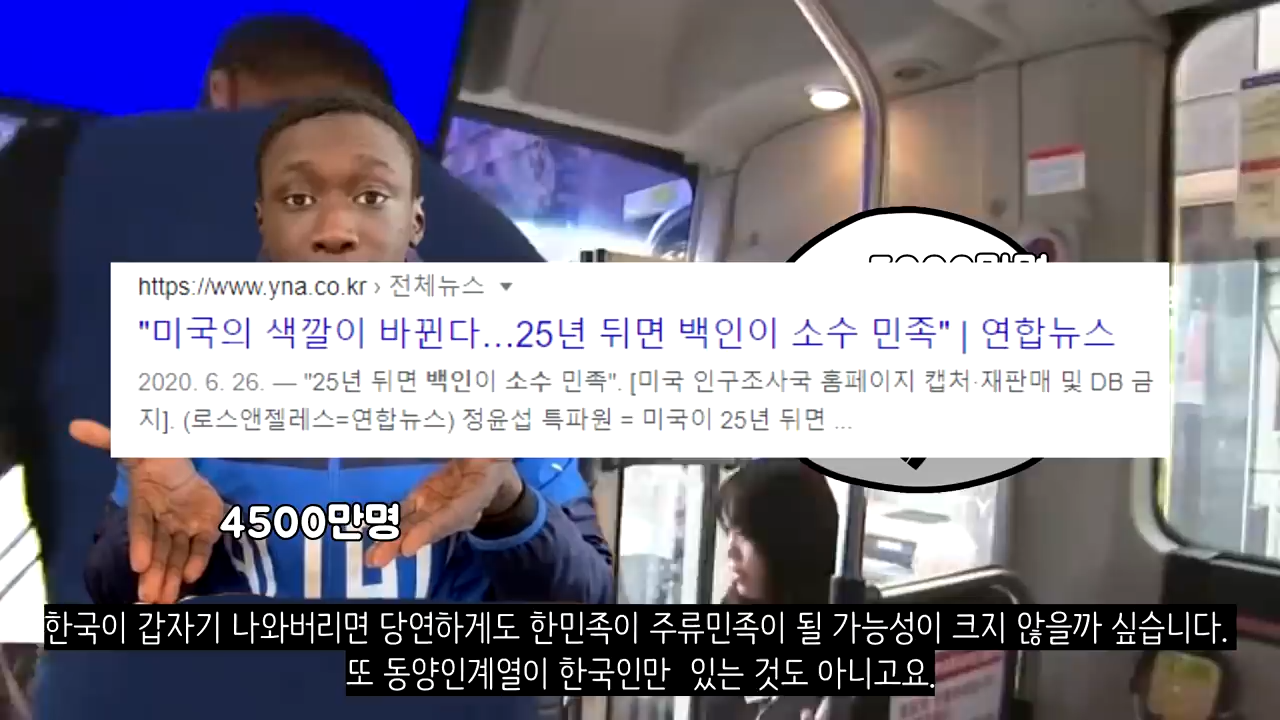 https://www.yna.co.kr › 전체뉴스
"미국의 색깔이 바뀐다...25년 뒤면 백인이 소수 민족" | 연합뉴스
2020. 6. 26. — "25년 뒤면 백인이 소수 민족". [미국 인구조사국 홈페이지 캡처·재판매 및 DB 금
지]. (로스앤젤레스=연합뉴스) 정윤섭 특파원 = 미국이 25년 뒤면 ...
4500만명
한국이 갑자기 나와버리면 당연하게도 한민족이 주류민족이 될 가능성이 크지 않을까 싶습니다.
또 동양인계열이 한국인만 있는 것도 아니고요.